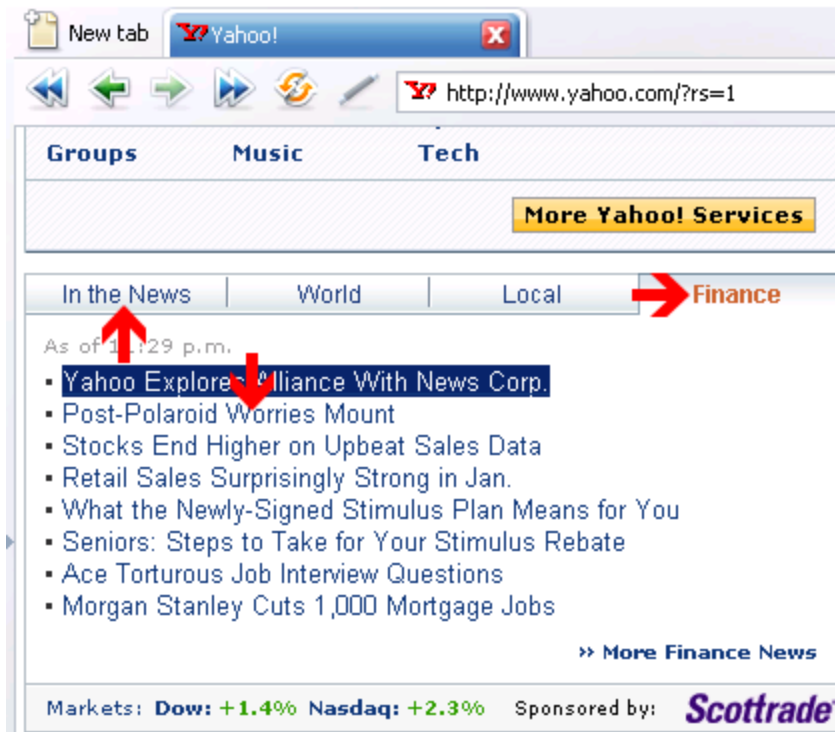 New tab Yahoo!
http://www.yahoo.com/?rs=1
Groups Music Tech
More Yahoo! Services
In the News World Local Finance
As of 11:29 p.m.
Yahoo Explores Alliance With News Corp.
Post-Polaroid Worries Mount
Stocks End Higher on Upbeat Sales Data
Retail Sales Surprisingly Strong in Jan.
What the Newly-Signed Stimulus Plan Means for You
Seniors: Steps to Take for Your Stimulus Rebate
Ace Torturous Job Interview Questions
Morgan Stanley Cuts 1,000 Mortgage Jobs
›› More Finance News
Markets: Dow: +1.4% Nasdaq: +2.3% Sponsored by: Scottrade